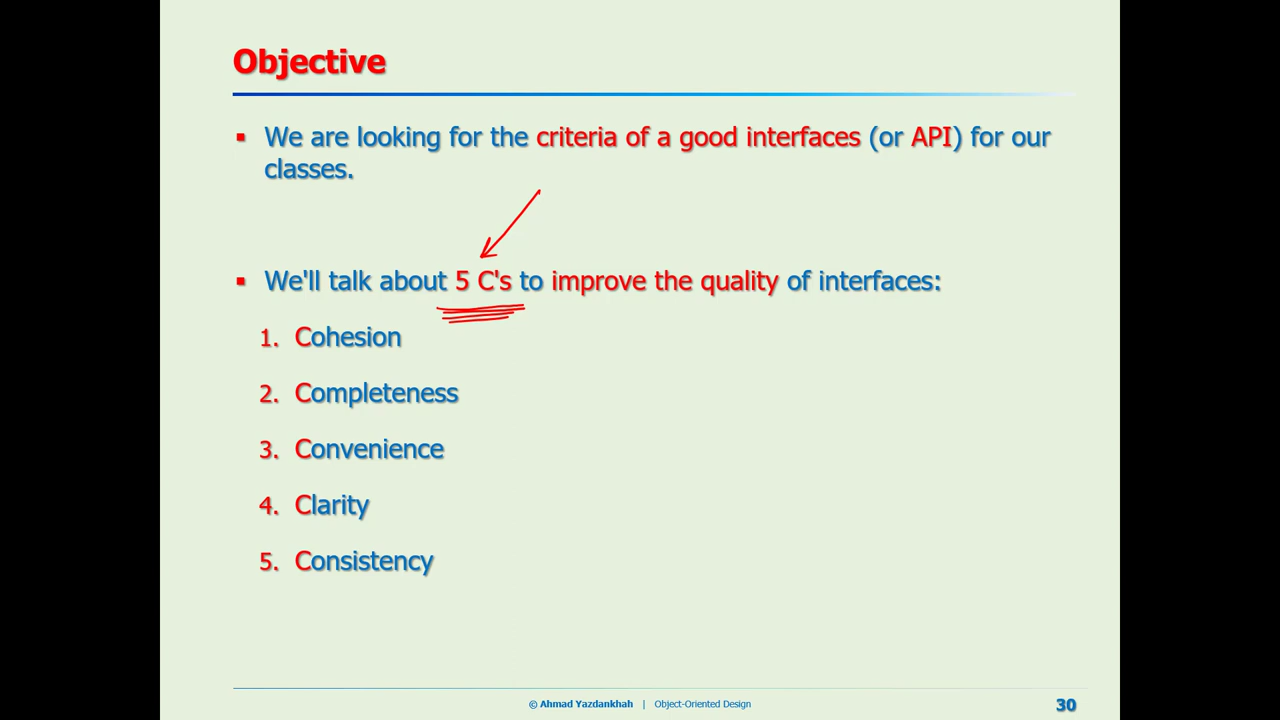 Objective
▪ We are looking for the criteria of a good interfaces (or API) for our
classes.
▪ We'll talk about 5 C's to improve the quality of interfaces:
1. Cohesion
2. Completeness
3. Convenience
4. Clarity
5. Consistency
© Ahmad Yazdankhah | Object-Oriented Design
30